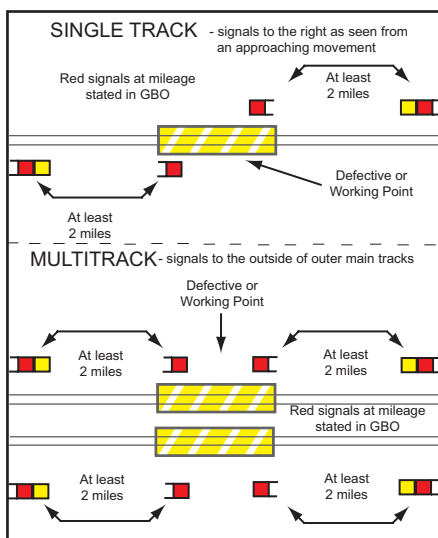 SINGLE TRACK - signals to the right as seen from
an approaching movement
Red signals at mileage
stated in GBO
At least
2 miles
Defective or
Working Point
At least
2 miles
MULTITRACK - signals to the outside of outer main tracks
Defective or
Working Point
At least
2 miles
At least
2 miles
Red signals at mileage
stated in GBO
At least
2 miles
At least
2 miles